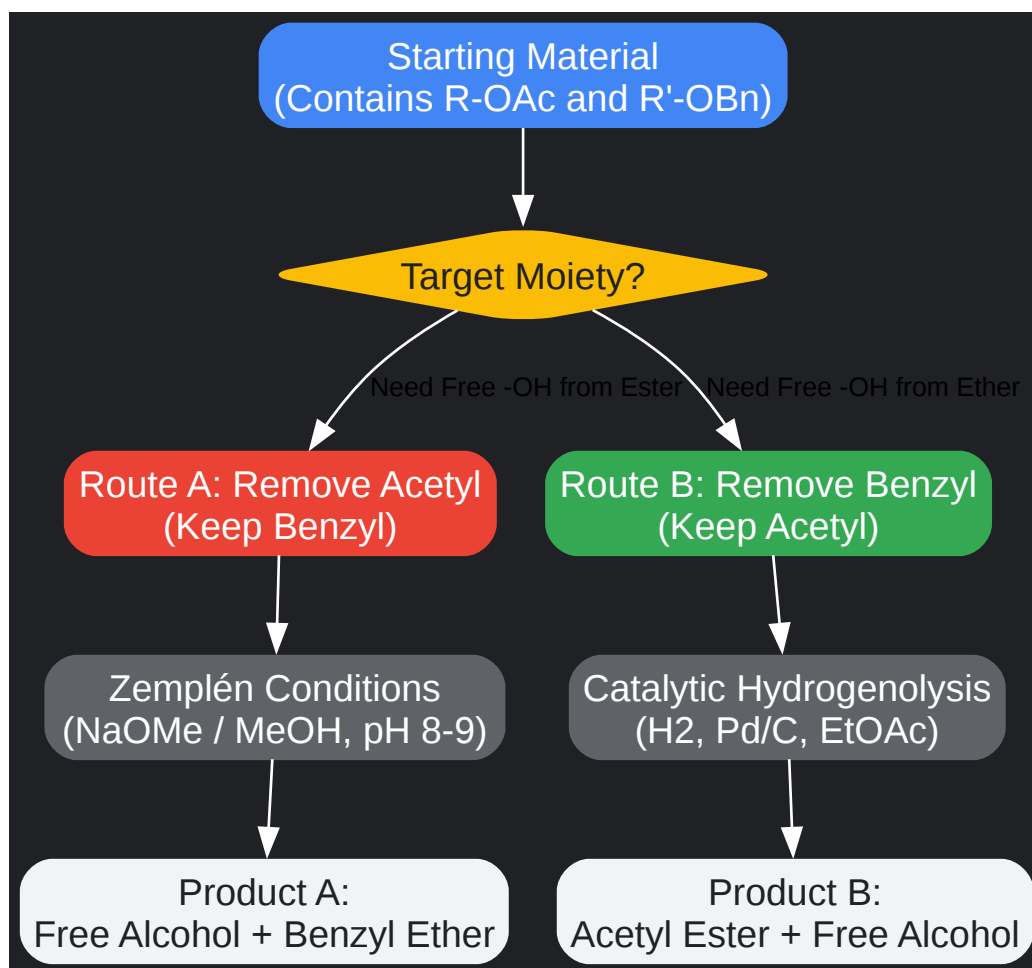 Starting Material
(Contains R-OAc and R'-OBn)
Target Moiety?
Need Free -OH from Ester
Need Free -OH from Ether
Route A: Remove Acetyl
(Keep Benzyl)
Route B: Remove Benzyl
(Keep Acetyl)
Zemplén Conditions
(NaOMe / MeOH, pH 8-9)
Catalytic Hydrogenolysis
(H2, Pd/C, EtOAc)
Product A:
Free Alcohol + Benzyl Ether
Product B:
Acetyl Ester + Free Alcohol